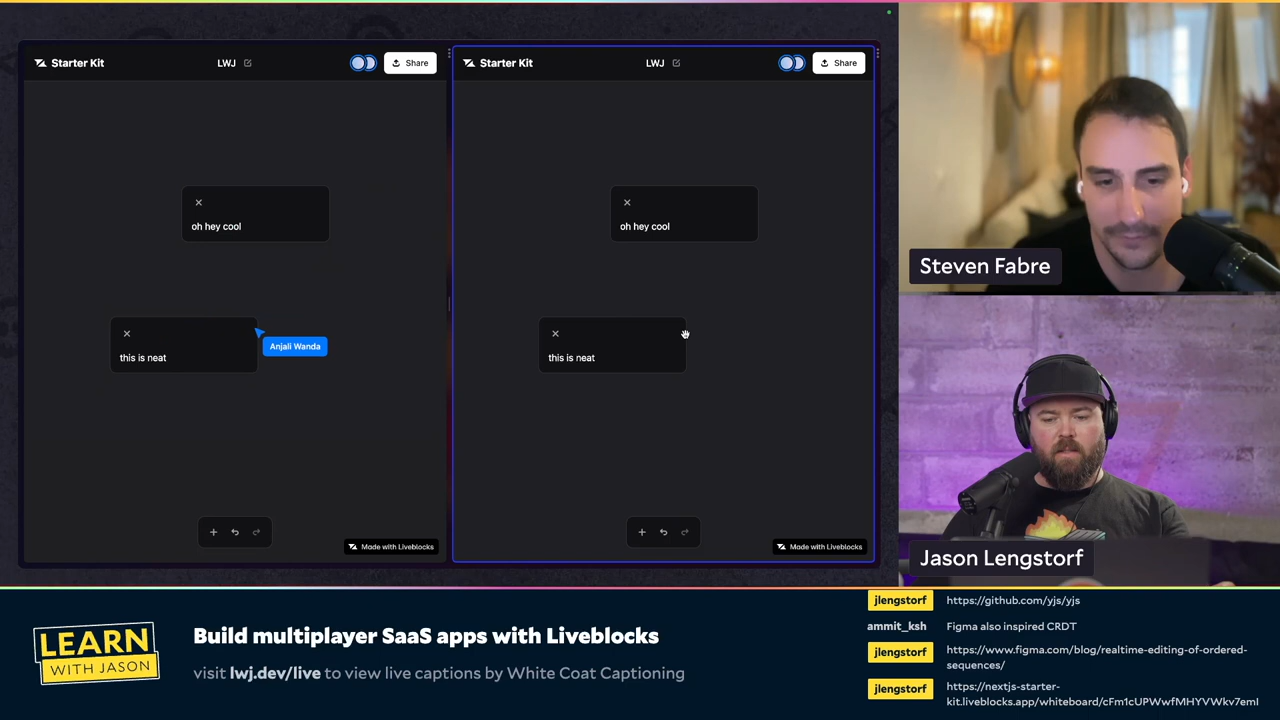 Starter Kit
LWJ
Share
oh hey cool
this is neat
Anjali Wanda
Made with Liveblocks
Starter Kit
LWJ
Share
oh hey cool
this is neat
Made with Liveblocks
Steven Fabre
Jason Lengstorf
LEARN
WITH JASON
Build multiplayer SaaS apps with Liveblocks
visit lwj.dev/live to view live captions by White Coat Captioning
jlengstorf https://github.com/yjs/yjs
ammit_ksh Figma also inspired CRDT
jlengstorf https://www.figma.com/blog/realtime-editing-of-ordered-
sequences/
jlengstorf https://nextjs-starter-
kit.liveblocks.app/whiteboard/cFm1cUPWwfMHYVWkv7emI